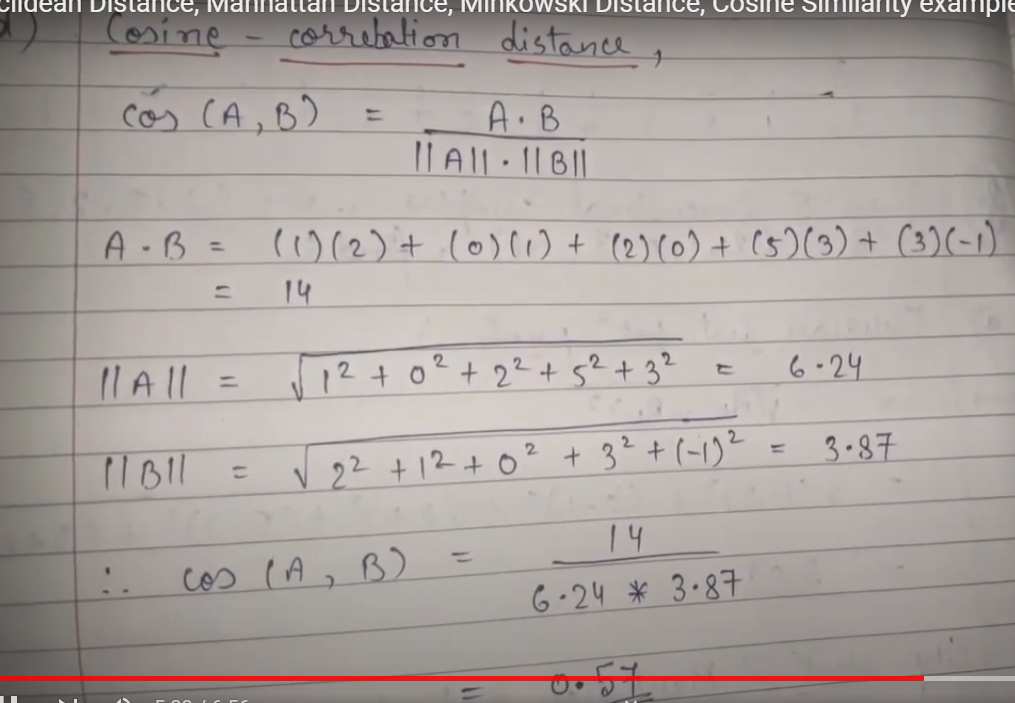 clidean Distance, Manhattan Distance, Minkowski Distance, Cosine Similarity example
d) Cosine - correlation distance,
cos (A, B) = A . B / ||A|| . ||B||
A . B = (1)(2) + (0)(1) + (2)(0) + (5)(3) + (3)(-1)
= 14
||A|| = √1² + 0² + 2² + 5² + 3² = 6.24
||B|| = √2² + 1² + 0² + 3² + (-1)² = 3.87
∴ cos (A, B) = 14 / 6.24 * 3.87
= 0.57